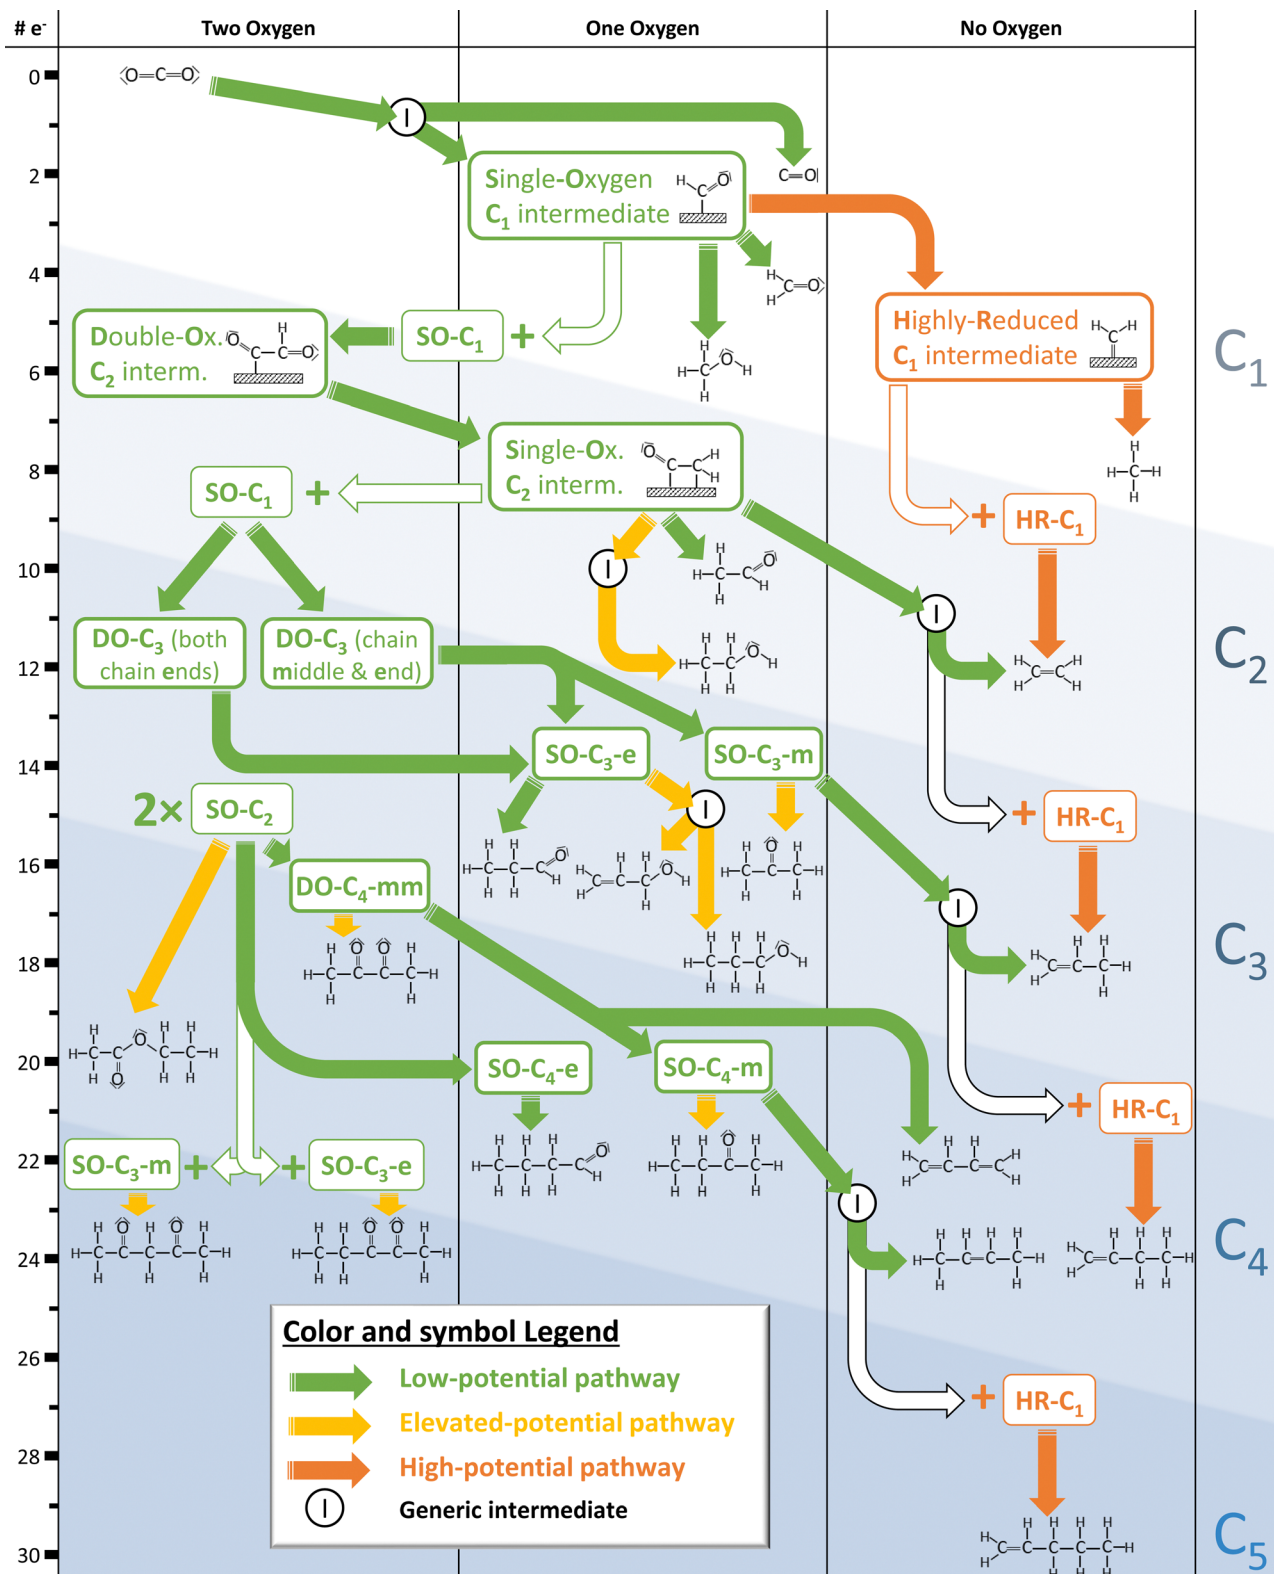 # e⁻ Two Oxygen One Oxygen No Oxygen
0
O=C=O
I
2
Single-Oxygen
C₁ intermediate
H C O
C=O
4
H C=O
H
Double-Ox.
C₂ interm.
O H
C–C=O
SO-C₁ +
Highly-Reduced
C₁ intermediate
H H
C
C₁
6
H
H–C–O–H
H
Single-Ox.
C₂ interm.
O H
C–C–H
8
H
H–C–H
H
SO-C₁ +
+ HR-C₁
10
I
H O
H–C–C
H H
I
DO-C₃ (both
chain ends)
DO-C₃ (chain
middle & end)
C₂
12
H H O
H–C–C H
H H
H H
C=C
H H
SO-C₃-e
SO-C₃-m
14
2× SO-C₂
I
+ HR-C₁
16
H H O
H–C–C–C
H H H
H H H O
C=C–C H
H H
H O H
H–C–C–C–H
H H
DO-C₄-mm
I
18
H O O H
H–C–C–C–C–H
H H
H H H O
H–C–C–C H
H H H
H H H
C=C–C–H
H H
C₃
H O H H
H–C–C C–C–H
H O H H
20
SO-C₄-e
SO-C₄-m
+ HR-C₁
22
SO-C₃-m +
+ SO-C₃-e
H H H O
H–C–C–C–C
H H H H
H H O H
H–C–C–C–C–H
H H H
H H H H
C=C–C=C
H H
I
24
H O H O H
H–C–C–C–C–C–H
H H H
H H O O H
H–C–C–C–C–C–H
H H H
H H H H
H–C–C=C–C–H
H H
H H H H
C=C–C–C–H
H H H
C₄
Color and symbol Legend
26
Low-potential pathway
+ HR-C₁
Elevated-potential pathway
28
High-potential pathway
I Generic intermediate
30
H H H H H
C=C–C–C–C–H
H H H H
C₅